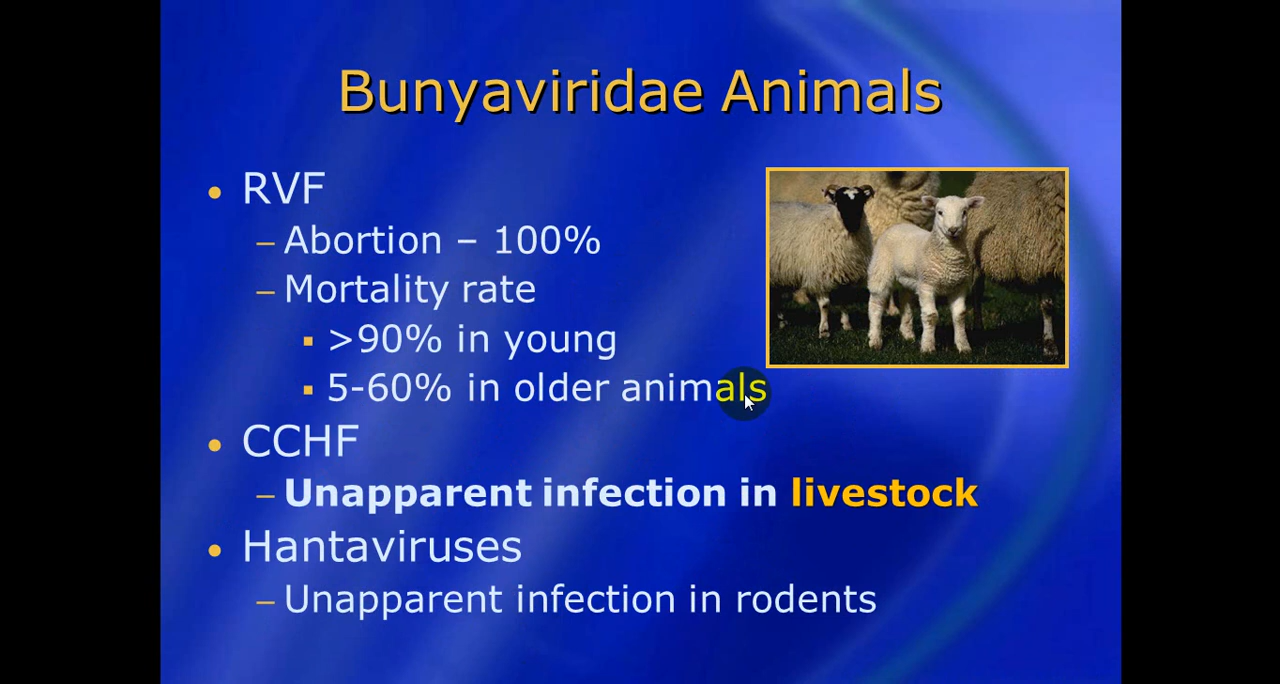 Bunyaviridae Animals
• RVF
– Abortion – 100%
– Mortality rate
▪ >90% in young
▪ 5-60% in older animals
• CCHF
– Unapparent infection in livestock
• Hantaviruses
– Unapparent infection in rodents